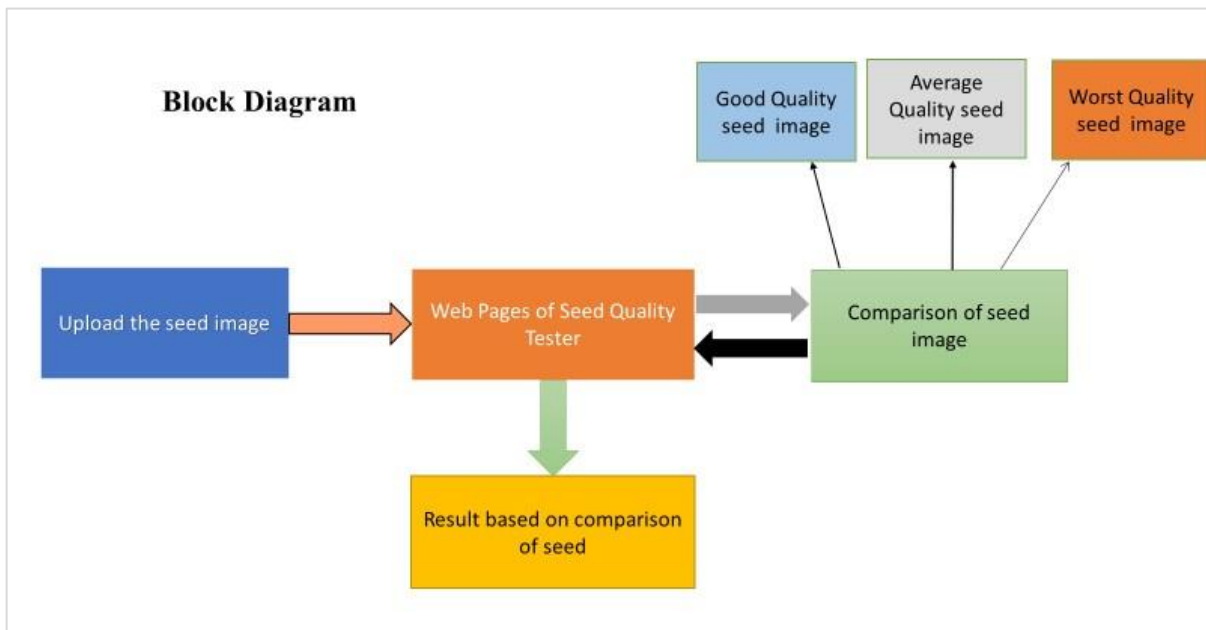 Block Diagram
Good Quality
seed image
Average
Quality seed
image
Worst Quality
seed image
Upload the seed image
Web Pages of Seed Quality
Tester
Comparison of seed
image
Result based on comparison
of seed